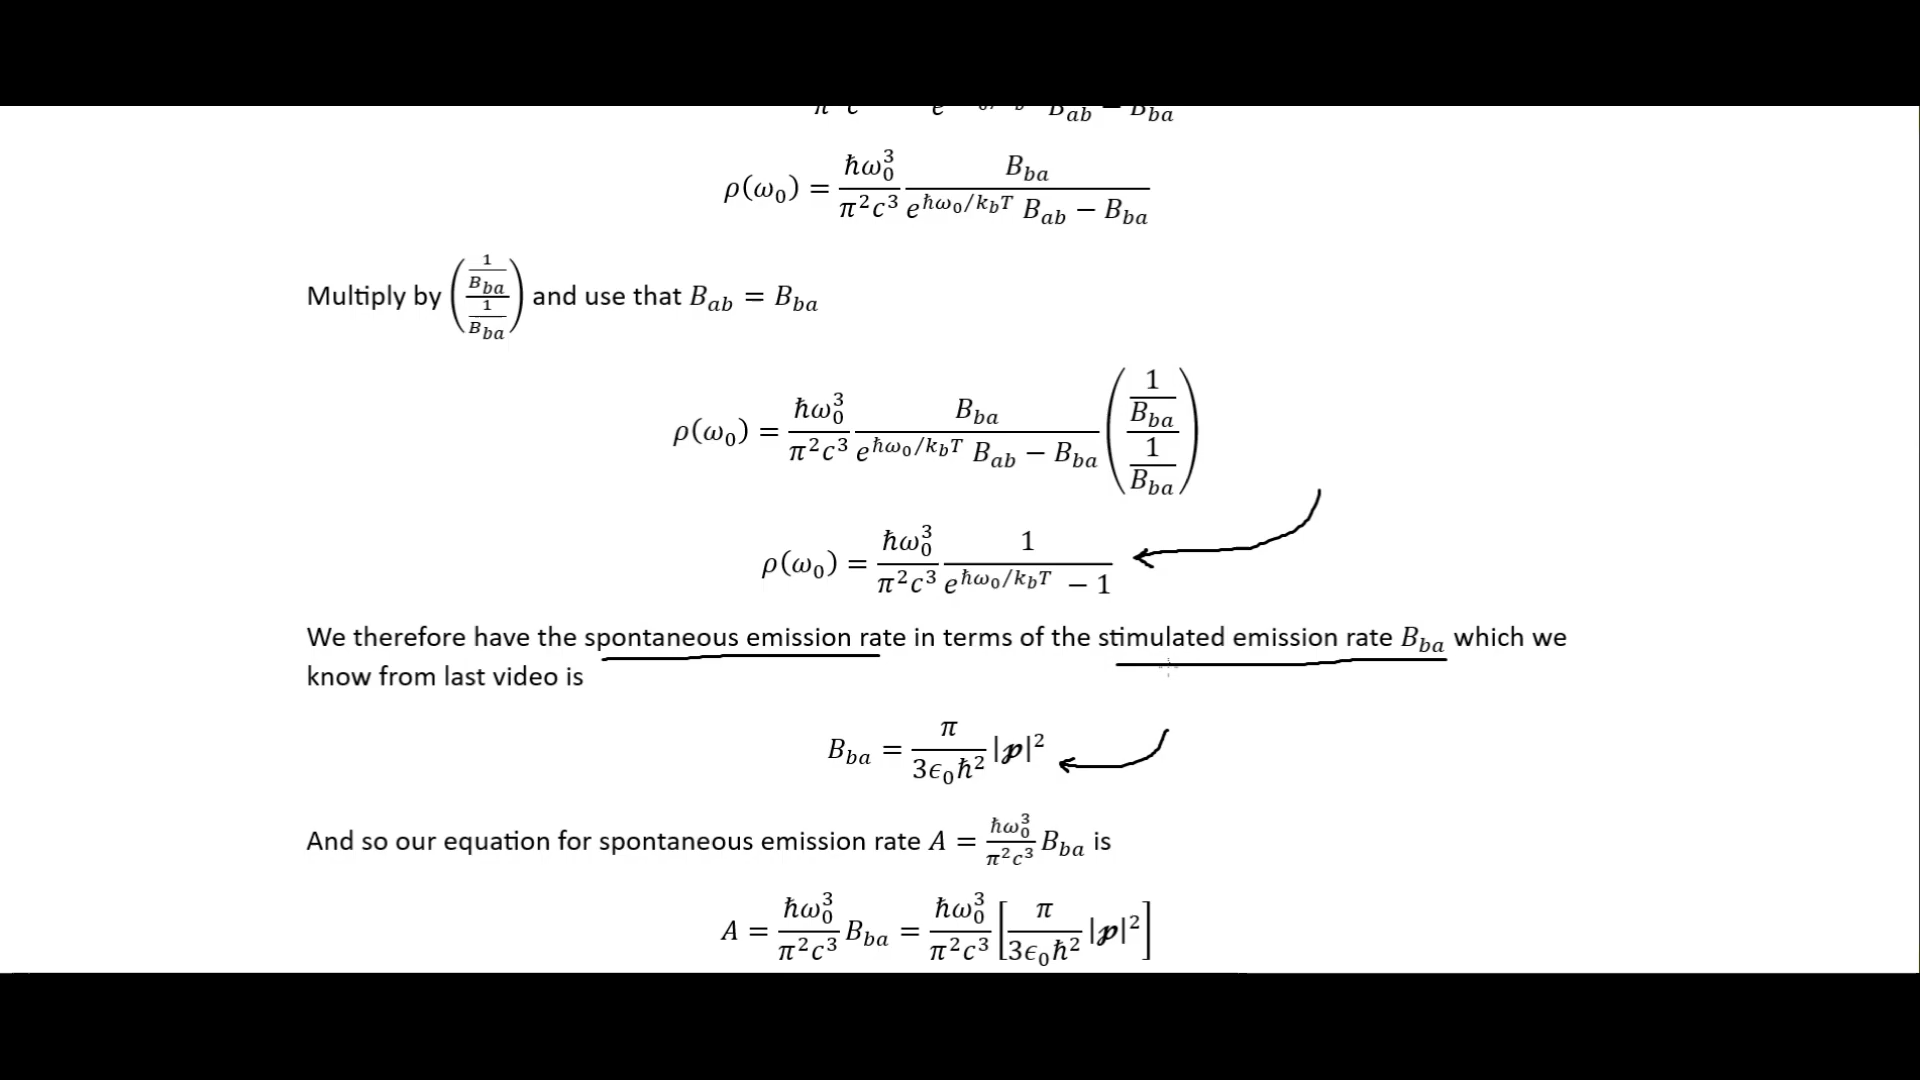 ρ(ω₀) = ħω₀³/π²c³ B_ba/(e^(ħω₀/k_bT) B_ab − B_ba)
Multiply by ((1/B_ba)/(1/B_ba)) and use that B_ab = B_ba
ρ(ω₀) = ħω₀³/π²c³ B_ba/(e^(ħω₀/k_bT) B_ab − B_ba) ((1/B_ba)/(1/B_ba))
ρ(ω₀) = ħω₀³/π²c³ 1/(e^(ħω₀/k_bT) − 1)
We therefore have the spontaneous emission rate in terms of the stimulated emission rate B_ba which we
know from last video is
B_ba = π/3ϵ₀ħ² |𝓅|²
And so our equation for spontaneous emission rate A = ħω₀³/π²c³ B_ba is
A = ħω₀³/π²c³ B_ba = ħω₀³/π²c³ [π/3ϵ₀ħ² |𝓅|²]